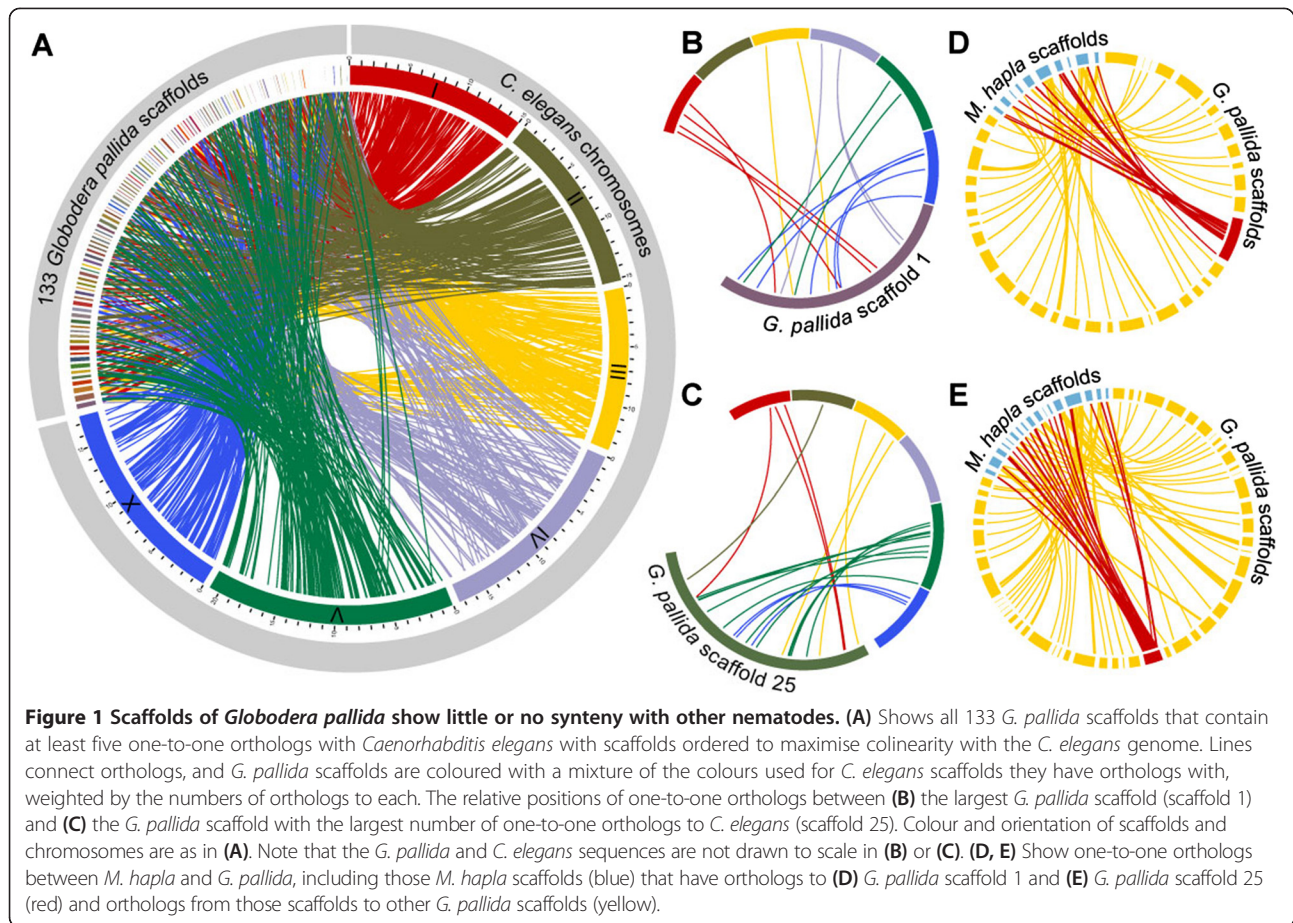 A
133 Globodera pallida scaffolds
C. elegans chromosomes
I
II
III
IV
V
X
B
G. pallida scaffold 1
C
G. pallida scaffold 25
D
M. hapla scaffolds
G. pallida scaffolds
E
M. hapla scaffolds
G. pallida scaffolds
Figure 1 Scaffolds of Globodera pallida show little or no synteny with other nematodes. (A) Shows all 133 G. pallida scaffolds that contain
at least five one-to-one orthologs with Caenorhabditis elegans with scaffolds ordered to maximise colinearity with the C. elegans genome. Lines
connect orthologs, and G. pallida scaffolds are coloured with a mixture of the colours used for C. elegans scaffolds they have orthologs with,
weighted by the numbers of orthologs to each. The relative positions of one-to-one orthologs between (B) the largest G. pallida scaffold (scaffold 1)
and (C) the G. pallida scaffold with the largest number of one-to-one orthologs to C. elegans (scaffold 25). Colour and orientation of scaffolds and
chromosomes are as in (A). Note that the G. pallida and C. elegans sequences are not drawn to scale in (B) or (C). (D, E) Show one-to-one orthologs
between M. hapla and G. pallida, including those M. hapla scaffolds (blue) that have orthologs to (D) G. pallida scaffold 1 and (E) G. pallida scaffold 25
(red) and orthologs from those scaffolds to other G. pallida scaffolds (yellow).